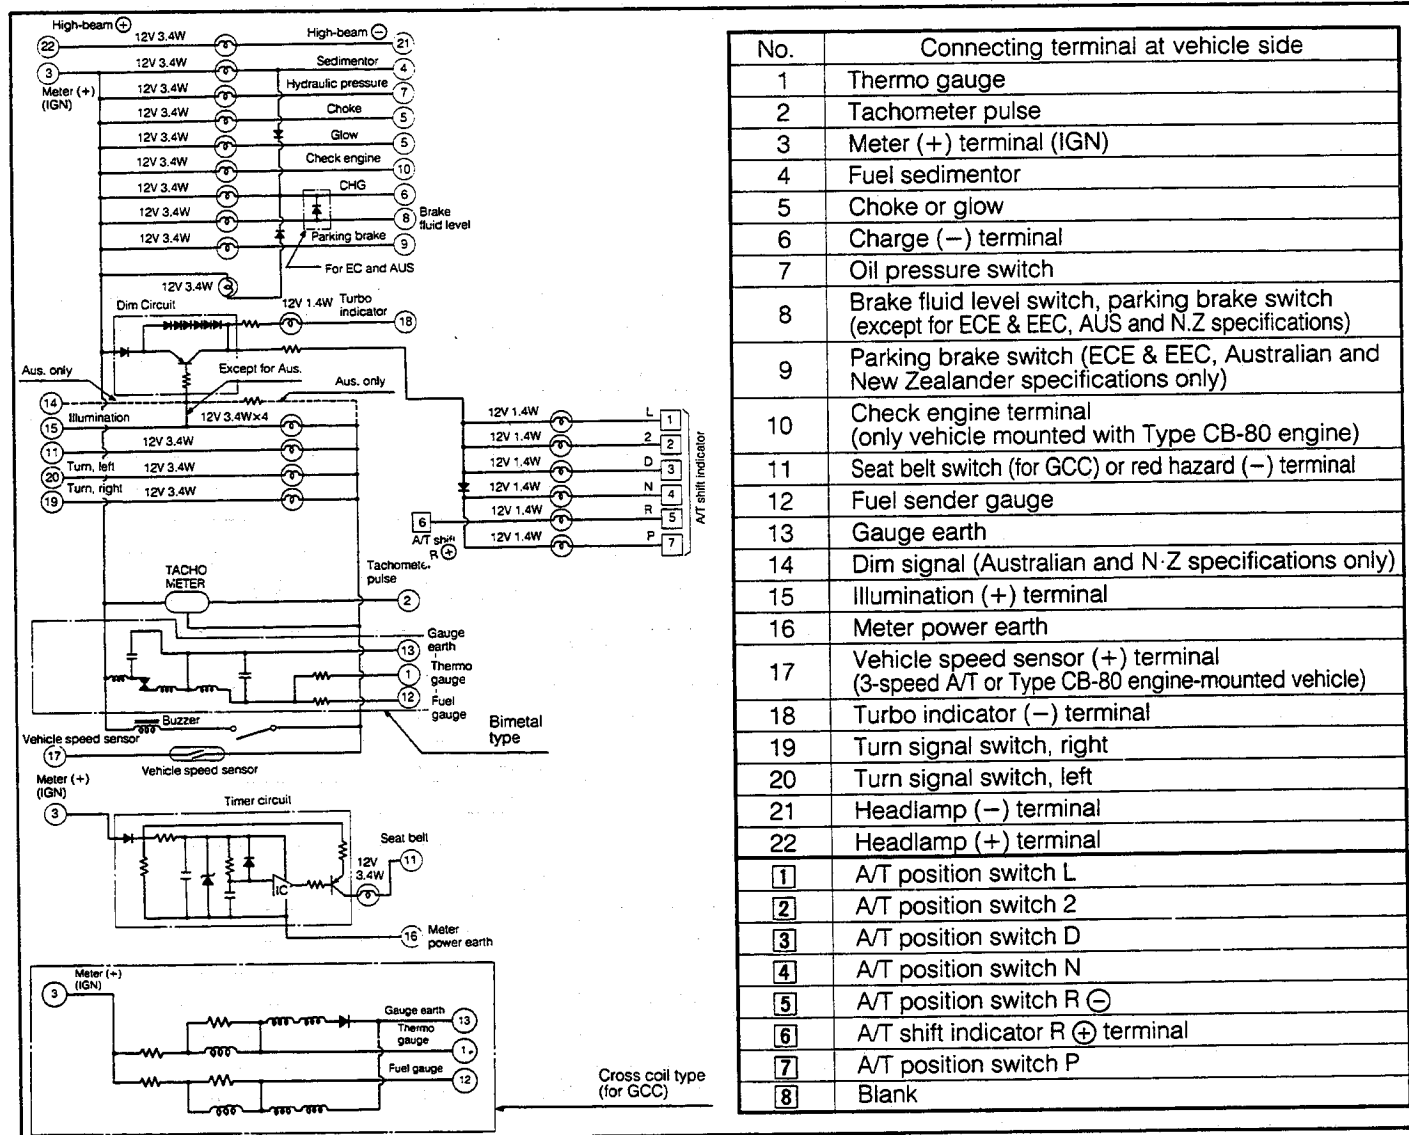 High-beam ⊕
22
12V 3.4W
High-beam ⊖
21
3
Meter (+)
(IGN)
12V 3.4W
Sedimentor
4
12V 3.4W
Hydraulic pressure
7
12V 3.4W
Choke
5
12V 3.4W
Glow
5
12V 3.4W
Check engine
10
12V 3.4W
CHG
6
12V 3.4W
8
Brake
fluid level
12V 3.4W
Parking brake
9
For EC and AUS
12V 3.4W
Dim Circuit
12V 1.4W
Turbo
indicator
18
Aus. only
Except for Aus.
Aus. only
14
15
Illumination
12V 3.4W×4
11
12V 3.4W
20
Turn, left
12V 3.4W
19
Turn, right
12V 3.4W
12V 1.4W
L
1
12V 1.4W
2
2
12V 1.4W
D
3
12V 1.4W
N
4
6
12V 1.4W
R
5
A/T shift
R ⊕
12V 1.4W
P
7
A/T shift indicator
TACHO
METER
Tachometer
pulse
2
Gauge
earth
13
Thermo
gauge
1
12
Fuel
gauge
Bimetal
type
Buzzer
Vehicle speed sensor
17
Vehicle speed sensor
Meter (+)
(IGN)
3
Timer circuit
IC
12V
3.4W
Seat belt
11
16
Meter
power earth
Meter (+)
(IGN)
3
Gauge earth
13
Thermo
gauge
1
Fuel gauge
12
Cross coil type
(for GCC)
No. Connecting terminal at vehicle side
1 Thermo gauge
2 Tachometer pulse
3 Meter (+) terminal (IGN)
4 Fuel sedimentor
5 Choke or glow
6 Charge (−) terminal
7 Oil pressure switch
8 Brake fluid level switch, parking brake switch
(except for ECE & EEC, AUS and N.Z specifications)
9 Parking brake switch (ECE & EEC, Australian and
New Zealander specifications only)
10 Check engine terminal
(only vehicle mounted with Type CB-80 engine)
11 Seat belt switch (for GCC) or red hazard (−) terminal
12 Fuel sender gauge
13 Gauge earth
14 Dim signal (Australian and N·Z specifications only)
15 Illumination (+) terminal
16 Meter power earth
17 Vehicle speed sensor (+) terminal
(3-speed A/T or Type CB-80 engine-mounted vehicle)
18 Turbo indicator (−) terminal
19 Turn signal switch, right
20 Turn signal switch, left
21 Headlamp (−) terminal
22 Headlamp (+) terminal
1 A/T position switch L
2 A/T position switch 2
3 A/T position switch D
4 A/T position switch N
5 A/T position switch R ⊖
6 A/T shift indicator R ⊕ terminal
7 A/T position switch P
8 Blank